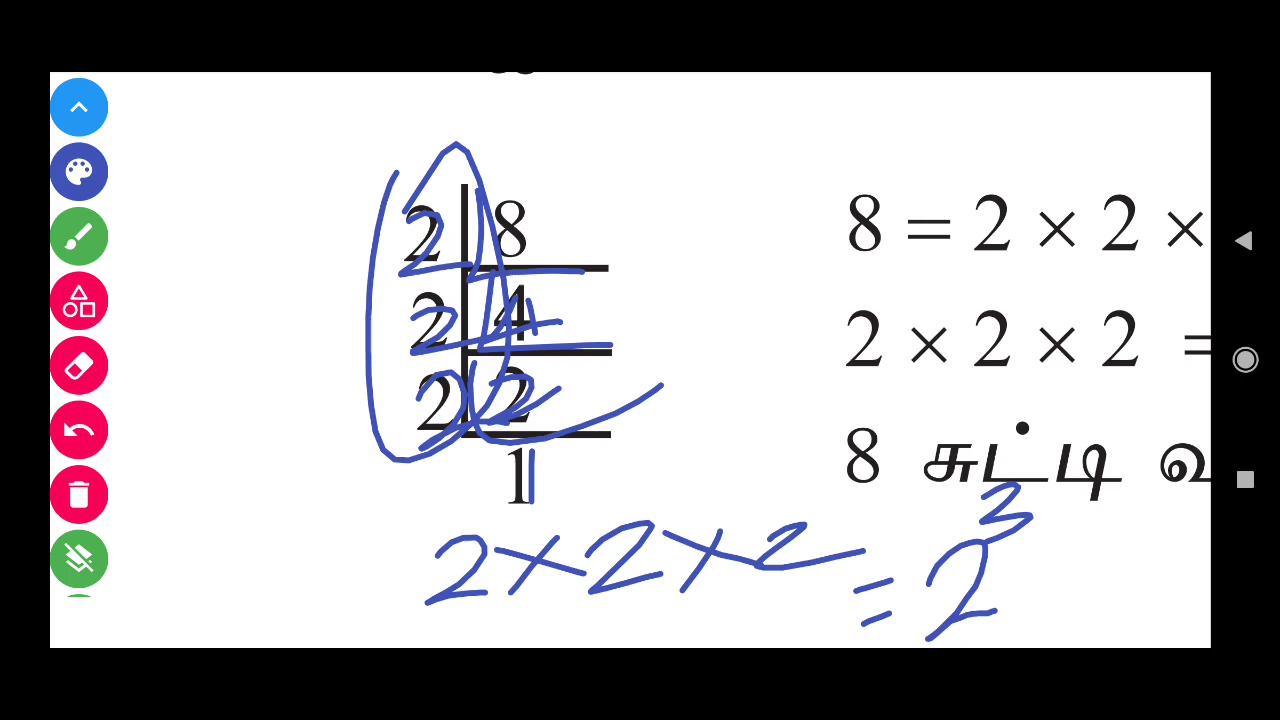 2 8
2 4
2 2
1
8 = 2 × 2 ×
2 × 2 × 2 =
8 சுட்டி வ
2 × 2 × 2 = 2³